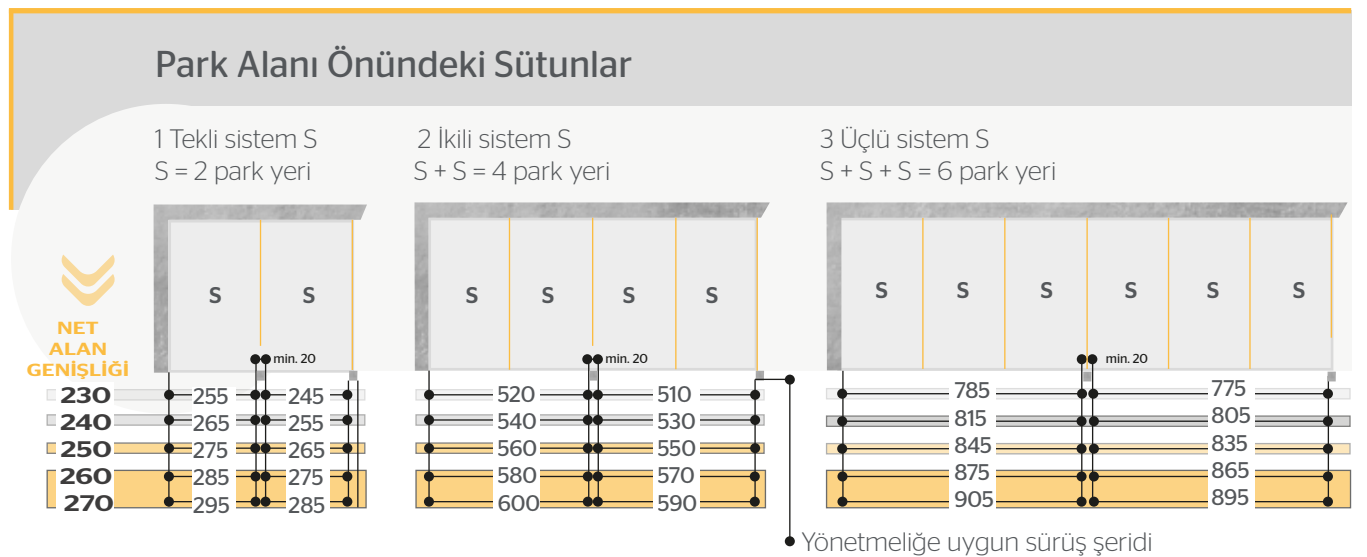 Park Alanı Önündeki Sütunlar
1 Tekli sistem S
S = 2 park yeri
2 İkili sistem S
S + S = 4 park yeri
3 Üçlü sistem S
S + S + S = 6 park yeri
S S S S S S S S S S S S
NET
ALAN
GENİŞLİĞİ
min. 20 min. 20 min. 20
230 255 245 520 510 785 775
240 265 255 540 530 815 805
250 275 265 560 550 845 835
260 285 275 580 570 875 865
270 295 285 600 590 905 895
Yönetmeliğe uygun sürüş şeridi